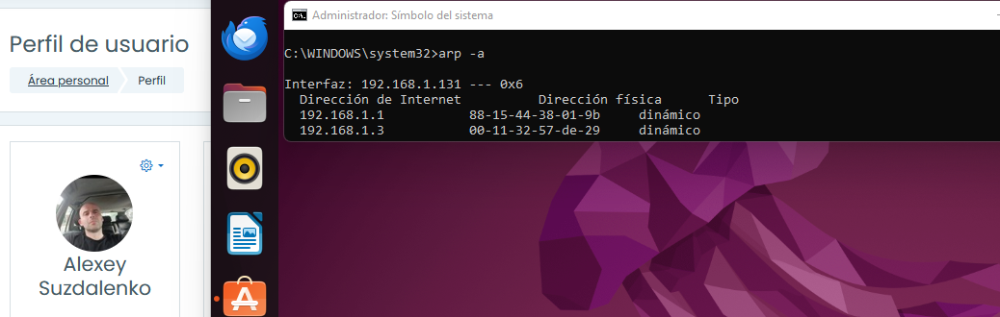 Perfil de usuario
Área personal
Perfil
Alexey
Suzdalenko
Administrador: Símbolo del sistema
C:\WINDOWS\system32>arp -a
Interfaz: 192.168.1.131 --- 0x6
Dirección de Internet Dirección física Tipo
192.168.1.1 88-15-44-38-01-9b dinámico
192.168.1.3 00-11-32-57-de-29 dinámico